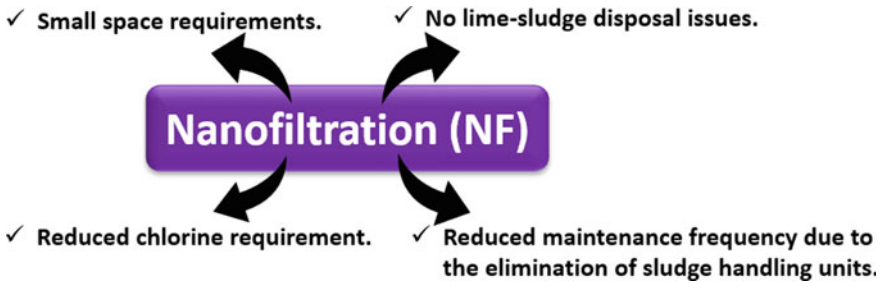 ✓ Small space requirements.
✓ No lime-sludge disposal issues.
Nanofiltration (NF)
✓ Reduced chlorine requirement.
✓ Reduced maintenance frequency due to
the elimination of sludge handling units.